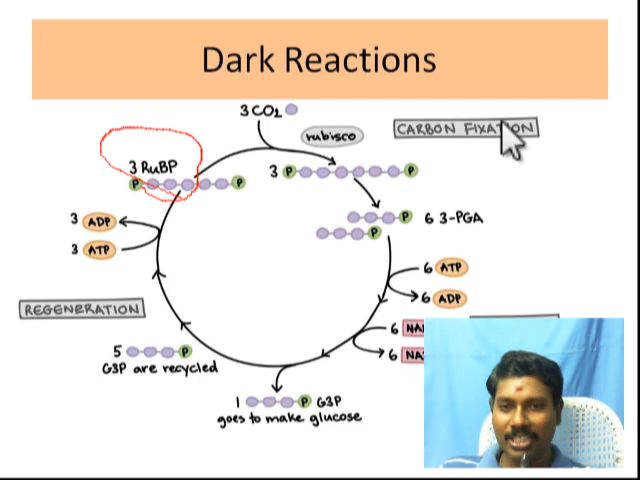 Dark Reactions
3 CO2
rubisco
CARBON FIXATION
3 RuBP
P P
3 P P
P 6 3-PGA
P
3 ADP
3 ATP
6 ATP
6 ADP
REGENERATION
6
6
5 P
G3P are recycled
1 P G3P
goes to make glucose